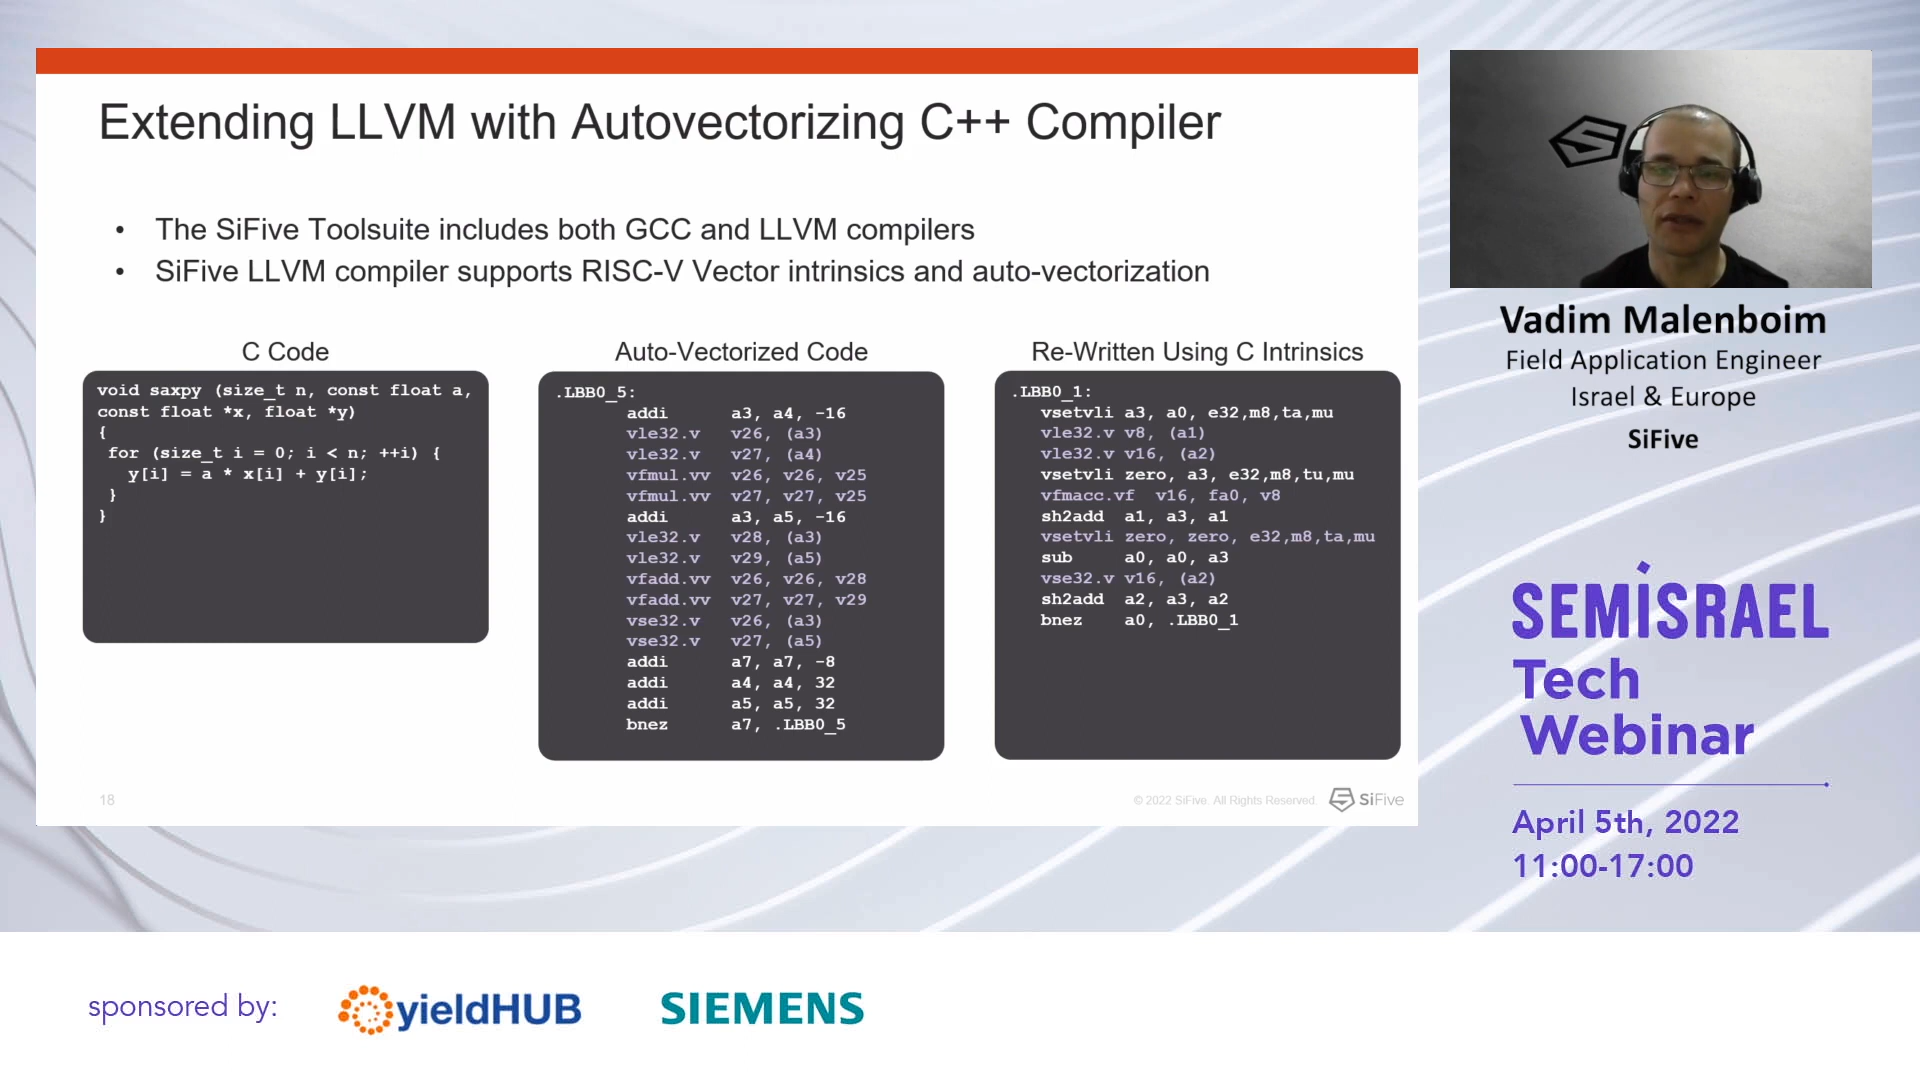 Extending LLVM with Autovectorizing C++ Compiler
• The SiFive Toolsuite includes both GCC and LLVM compilers
• SiFive LLVM compiler supports RISC-V Vector intrinsics and auto-vectorization
C Code
void saxpy (size_t n, const float a,
const float *x, float *y)
{
for (size_t i = 0; i < n; ++i) {
y[i] = a * x[i] + y[i];
}
}
Auto-Vectorized Code
.LBB0_5:
addi a3, a4, -16
vle32.v v26, (a3)
vle32.v v27, (a4)
vfmul.vv v26, v26, v25
vfmul.vv v27, v27, v25
addi a3, a5, -16
vle32.v v28, (a3)
vle32.v v29, (a5)
vfadd.vv v26, v26, v28
vfadd.vv v27, v27, v29
vse32.v v26, (a3)
vse32.v v27, (a5)
addi a7, a7, -8
addi a4, a4, 32
addi a5, a5, 32
bnez a7, .LBB0_5
Re-Written Using C Intrinsics
.LBB0_1:
vsetvli a3, a0, e32,m8,ta,mu
vle32.v v8, (a1)
vle32.v v16, (a2)
vsetvli zero, a3, e32,m8,tu,mu
vfmacc.vf v16, fa0, v8
sh2add a1, a3, a1
vsetvli zero, zero, e32,m8,ta,mu
sub a0, a0, a3
vse32.v v16, (a2)
sh2add a2, a3, a2
bnez a0, .LBB0_1
18
© 2022 SiFive. All Rights Reserved.
SiFive
Vadim Malenboim
Field Application Engineer
Israel & Europe
SiFive
SEMISRAEL
Tech
Webinar
April 5th, 2022
11:00-17:00
sponsored by:
yieldHUB
SIEMENS